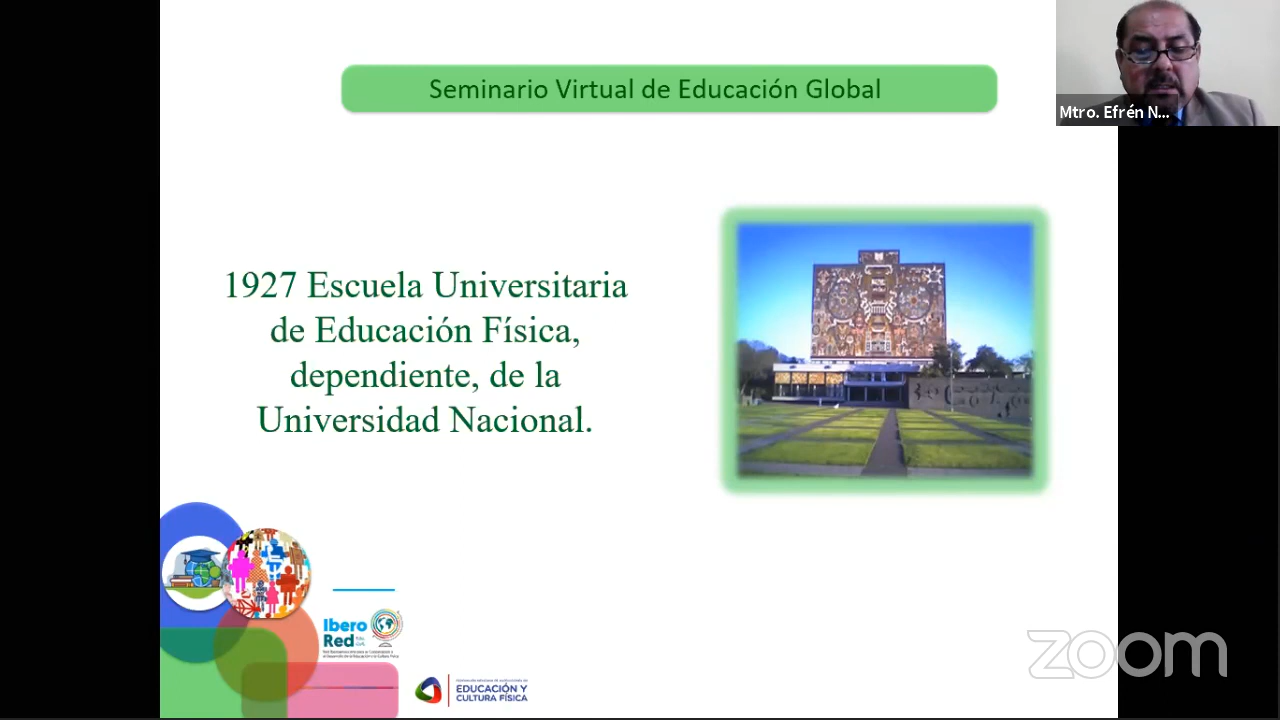 Seminario Virtual de Educación Global
Mtro. Efrén N...
1927 Escuela Universitaria
de Educación Física,
dependiente, de la
Universidad Nacional.
Ibero
Red
EDUCACIÓN Y
CULTURA FÍSICA
zoom